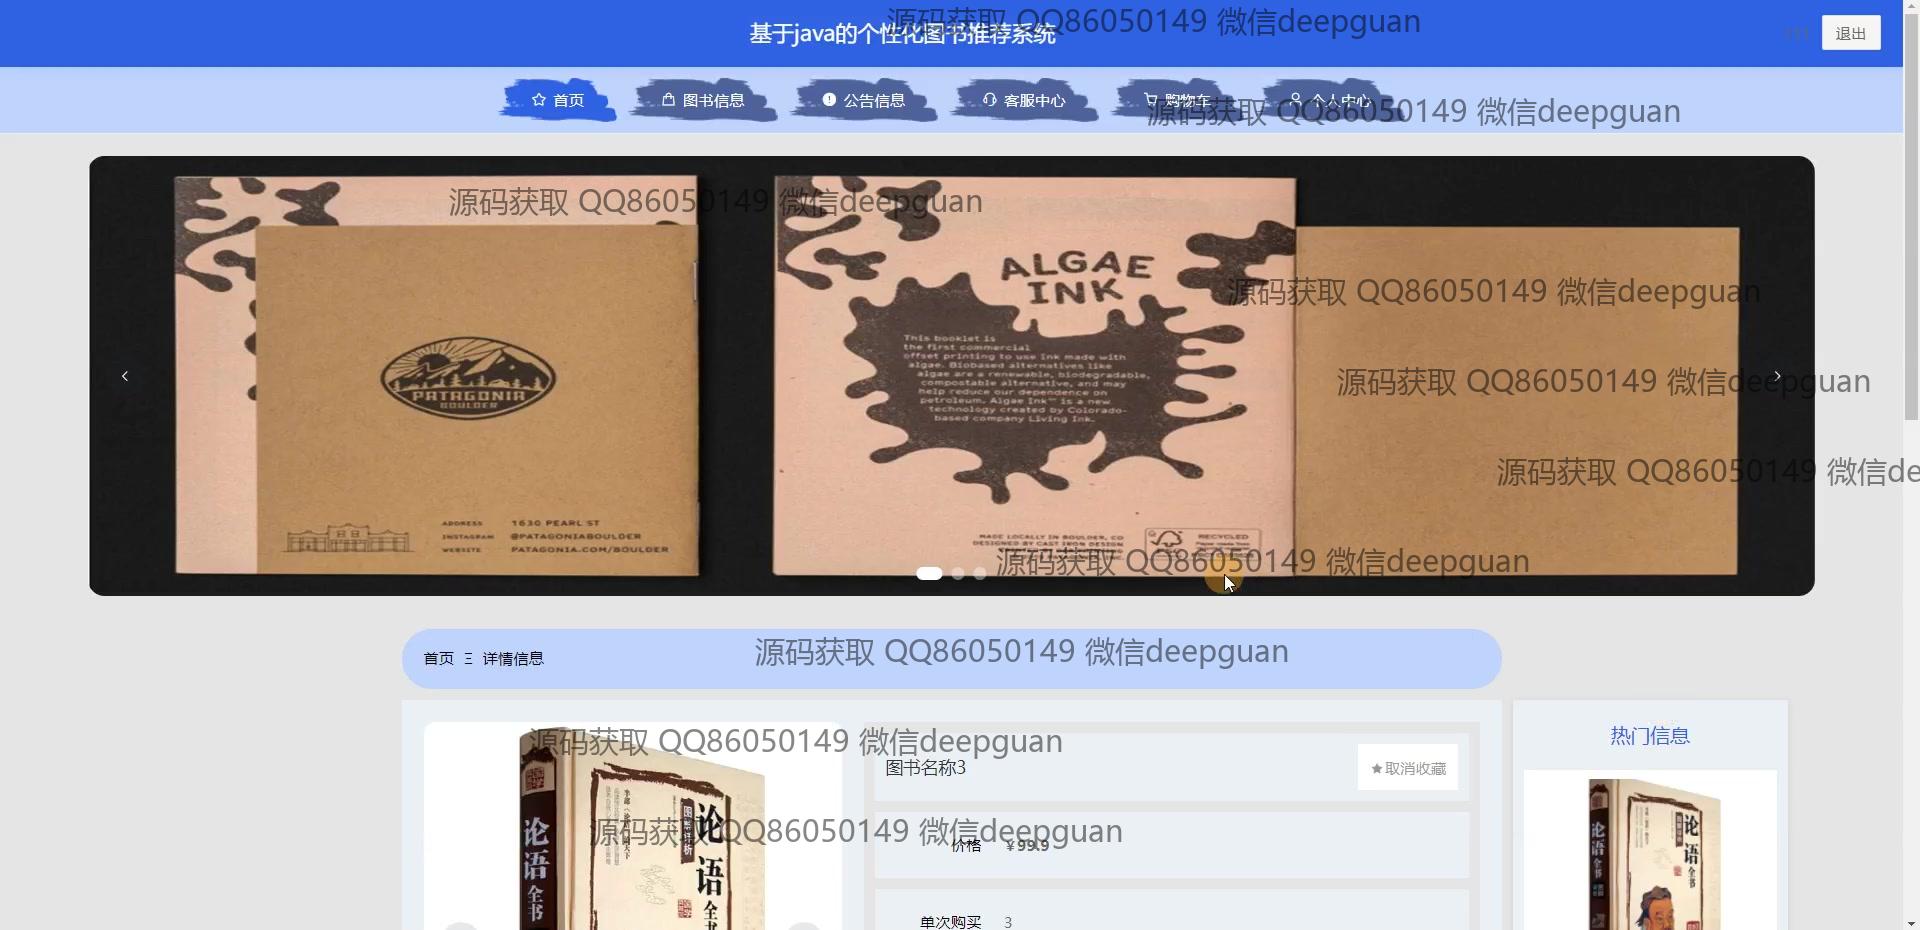 基于java的个性化图书推荐系统
源码获取 QQ86050149 微信deepguan
退出
首页
图书信息
公告信息
客服中心
购物车
个人中心
源码获取 QQ86050149 微信deepguan
源码获取 QQ86050149 微信deepguan
PATAGONIA
BOULDER
ADDRESS 1630 PEARL ST
INSTAGRAM @PATAGONIABOULDER
WEBSITE PATAGONIA.COM/BOULDER
ALGAE
INK
This booklet is
the first commercial
offset printing to use ink made with
algae. Biobased alternatives like
algae are a renewable, biodegradable,
compostable alternative, and may
help reduce our dependence on
petroleum. Algae Ink™ is a new
technology created by Colorado-
based company Living Ink.
MADE LOCALLY IN BOULDER, CO
DESIGNED BY CAST IRON DESIGN
RECYCLED
源码获取 QQ86050149 微信deepguan
源码获取 QQ86050149 微信deepguan
源码获取 QQ86050149 微信de
源码获取 QQ86050149 微信deepguan
首页 Ξ 详情信息
源码获取 QQ86050149 微信deepguan
源码获取 QQ86050149 微信deepguan
图书名称3
★取消收藏
热门信息
源码获取 QQ86050149 微信deepguan
价格 ￥99.9
单次购买 3
论语全书
论语全书
论语全书
论语全书